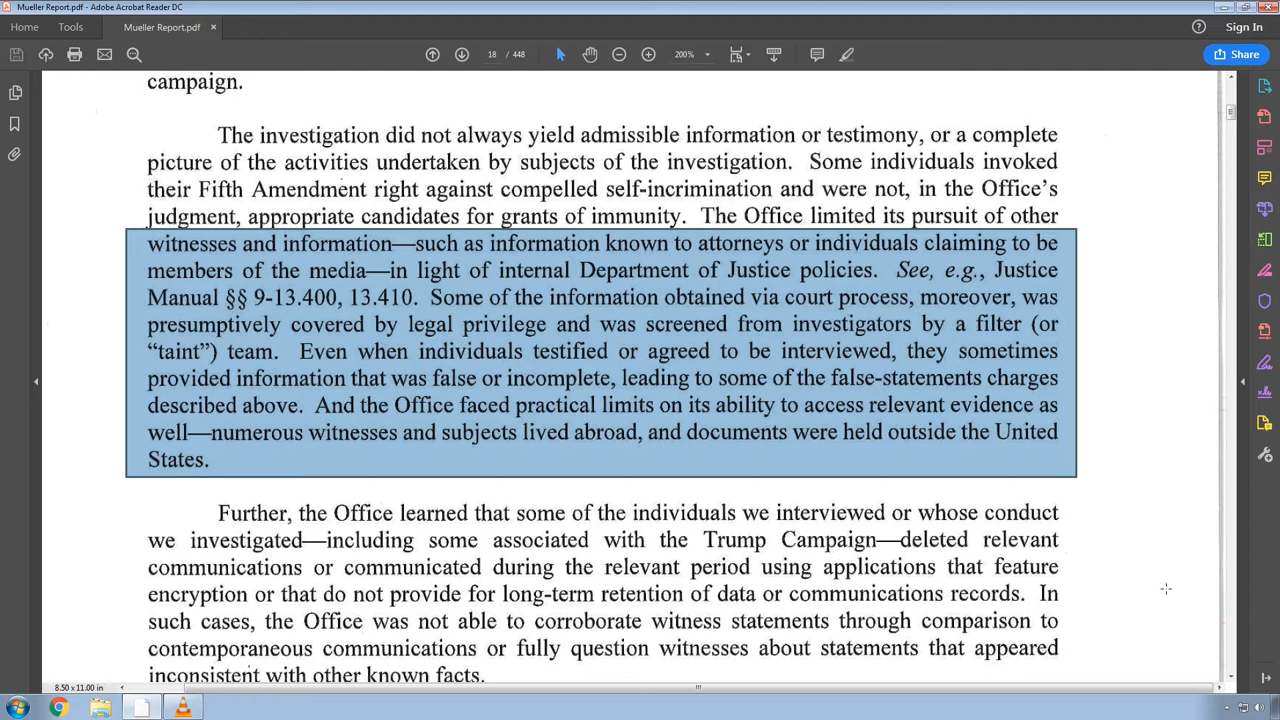 Mueller Report.pdf - Adobe Acrobat Reader DC
Home Tools Mueller Report.pdf × Sign In
18 / 448 200% Share
campaign.
The investigation did not always yield admissible information or testimony, or a complete
picture of the activities undertaken by subjects of the investigation. Some individuals invoked
their Fifth Amendment right against compelled self-incrimination and were not, in the Office's
judgment, appropriate candidates for grants of immunity. The Office limited its pursuit of other
witnesses and information—such as information known to attorneys or individuals claiming to be
members of the media—in light of internal Department of Justice policies. See, e.g., Justice
Manual §§ 9-13.400, 13.410. Some of the information obtained via court process, moreover, was
presumptively covered by legal privilege and was screened from investigators by a filter (or
“taint”) team. Even when individuals testified or agreed to be interviewed, they sometimes
provided information that was false or incomplete, leading to some of the false-statements charges
described above. And the Office faced practical limits on its ability to access relevant evidence as
well—numerous witnesses and subjects lived abroad, and documents were held outside the United
States.
Further, the Office learned that some of the individuals we interviewed or whose conduct
we investigated—including some associated with the Trump Campaign—deleted relevant
communications or communicated during the relevant period using applications that feature
encryption or that do not provide for long-term retention of data or communications records. In
such cases, the Office was not able to corroborate witness statements through comparison to
contemporaneous communications or fully question witnesses about statements that appeared
inconsistent with other known facts.
8.50 x 11.00 in